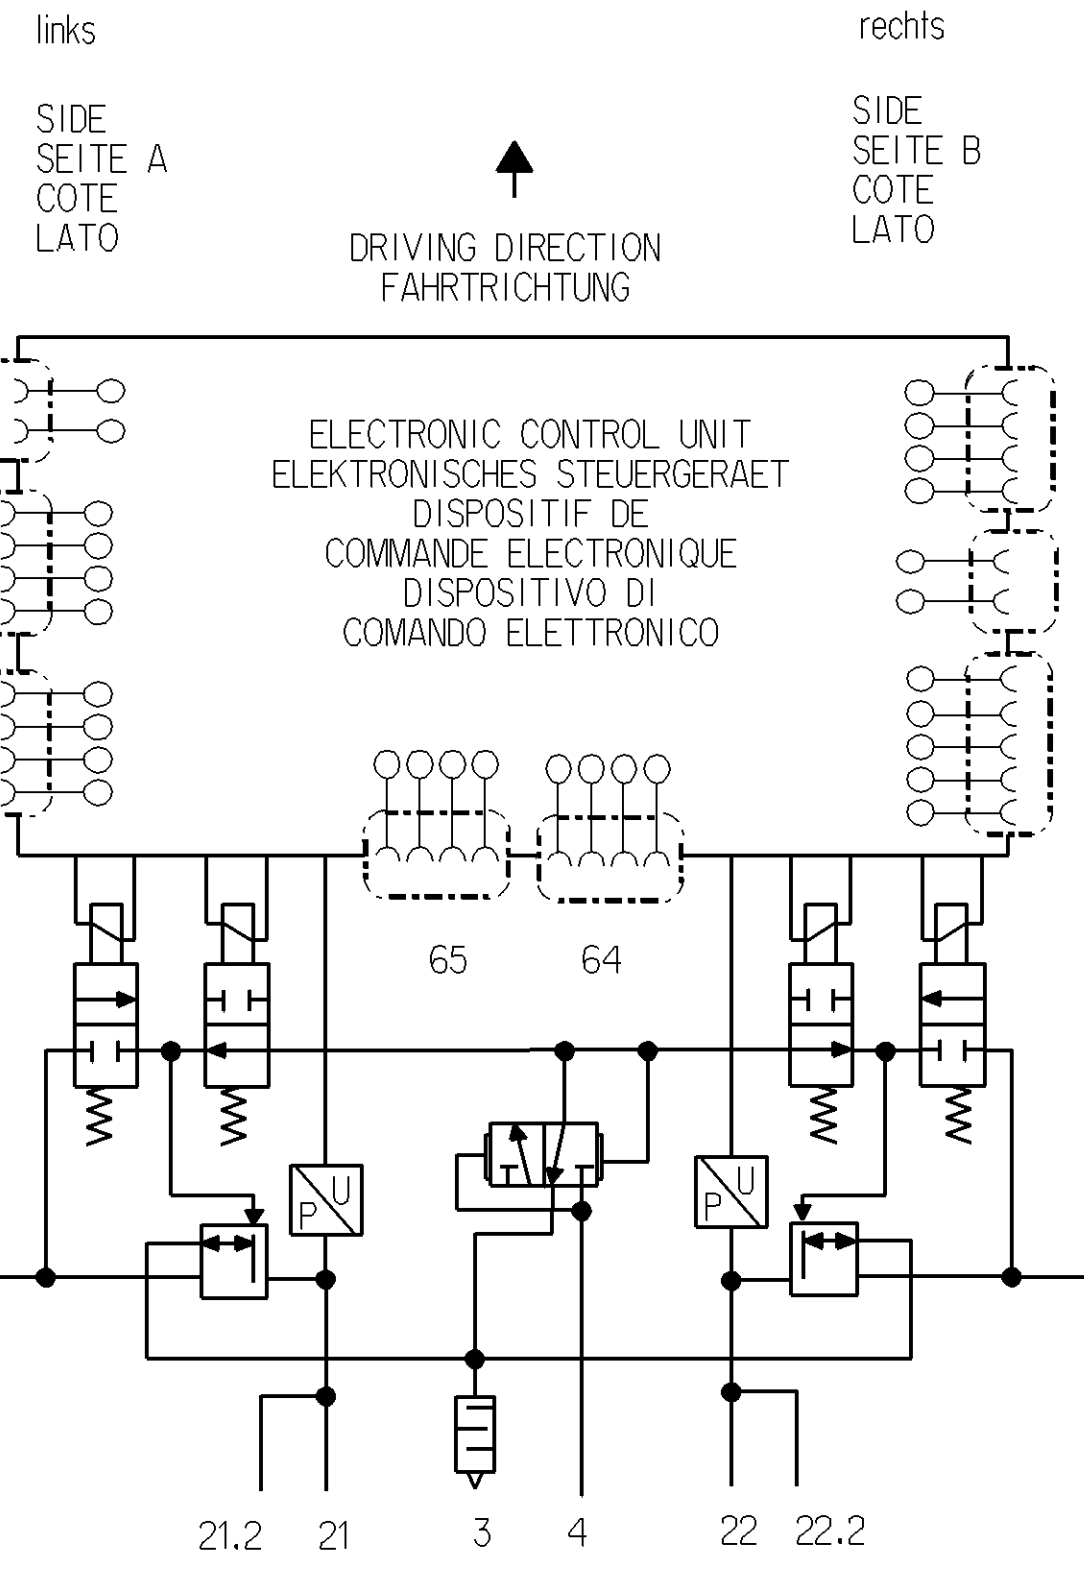 links
rechts
SIDE
SEITE A
COTE
LATO
SIDE
SEITE B
COTE
LATO
DRIVING DIRECTION
FAHRTRICHTUNG
ELECTRONIC CONTROL UNIT
ELEKTRONISCHES STEUERGERAET
DISPOSITIF DE
COMMANDE ELECTRONIQUE
DISPOSITIVO DI
COMANDO ELETTRONICO
65
64
U
P
U
P
21.2
21
3
4
22
22.2